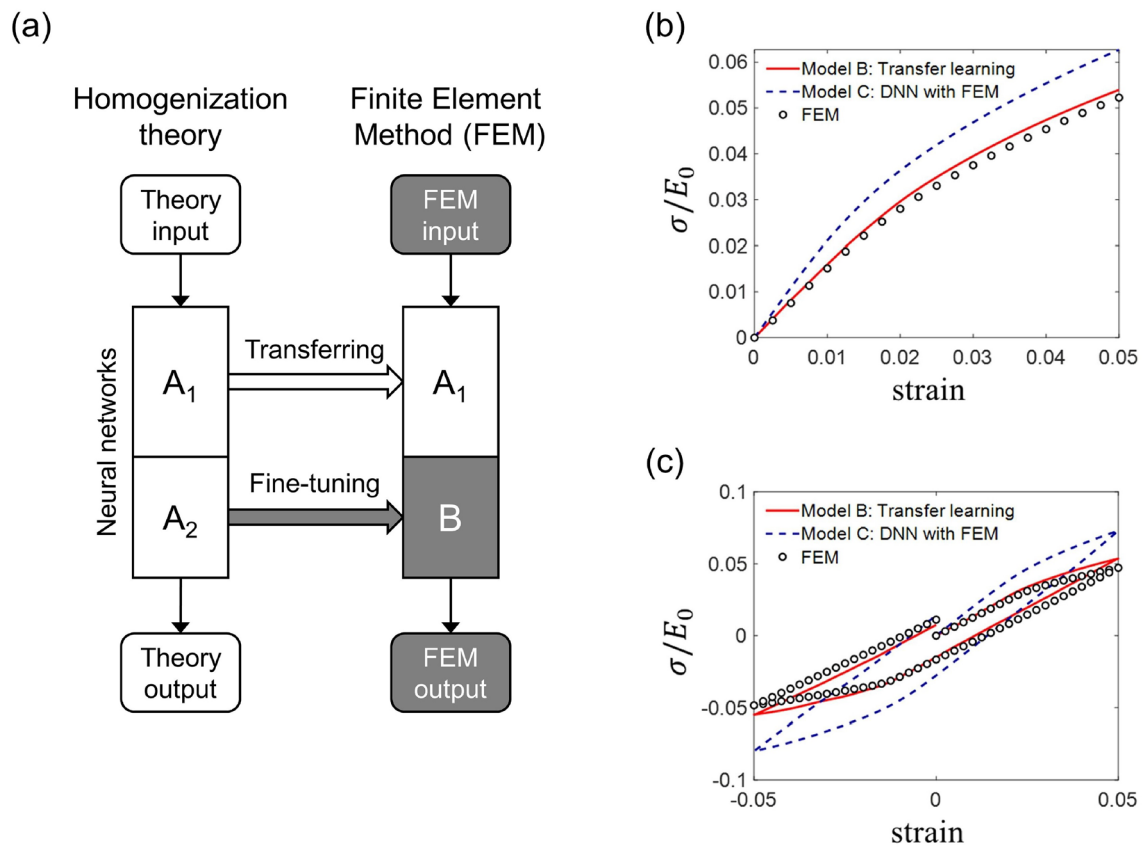 (a)
Homogenization
theory
Finite Element
Method (FEM)
Theory
input
FEM
input
Neural networks
A₁
Transferring
A₁
A₂
Fine-tuning
B
Theory
output
FEM
output
(b)
Model B: Transfer learning
Model C: DNN with FEM
FEM
σ/E₀
0.06
0.05
0.04
0.03
0.02
0.01
0
0
0.01
0.02
0.03
0.04
0.05
strain
(c)
Model B: Transfer learning
Model C: DNN with FEM
FEM
σ/E₀
0.1
0.05
0
-0.05
-0.1
-0.05
0
0.05
strain